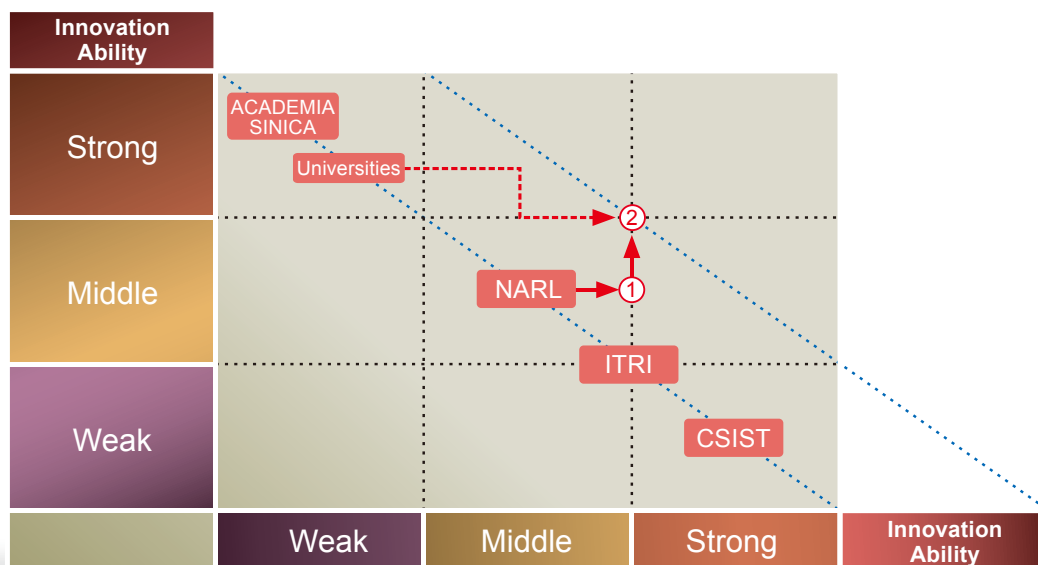 Innovation
Ability
Strong
ACADEMIA
SINICA
Universities
2
Middle
NARL
1
ITRI
Weak
CSIST
Weak
Middle
Strong
Innovation
Ability